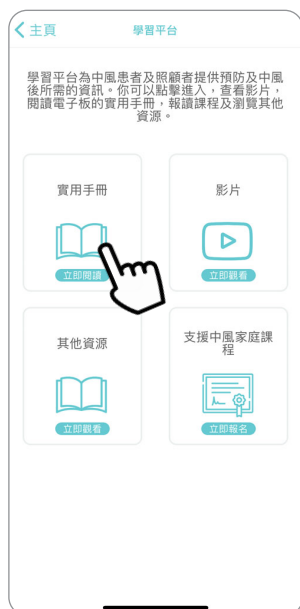 主頁
學習平台
學習平台為中風患者及照顧者提供預防及中風
後所需的資訊。你可以點擊進入，查看影片，
閱讀電子板的實用手冊，報讀課程及瀏覽其他
資源。
實用手冊
立即閱讀
影片
立即觀看
其他資源
立即觀看
支援中風家庭課
程
立即報名